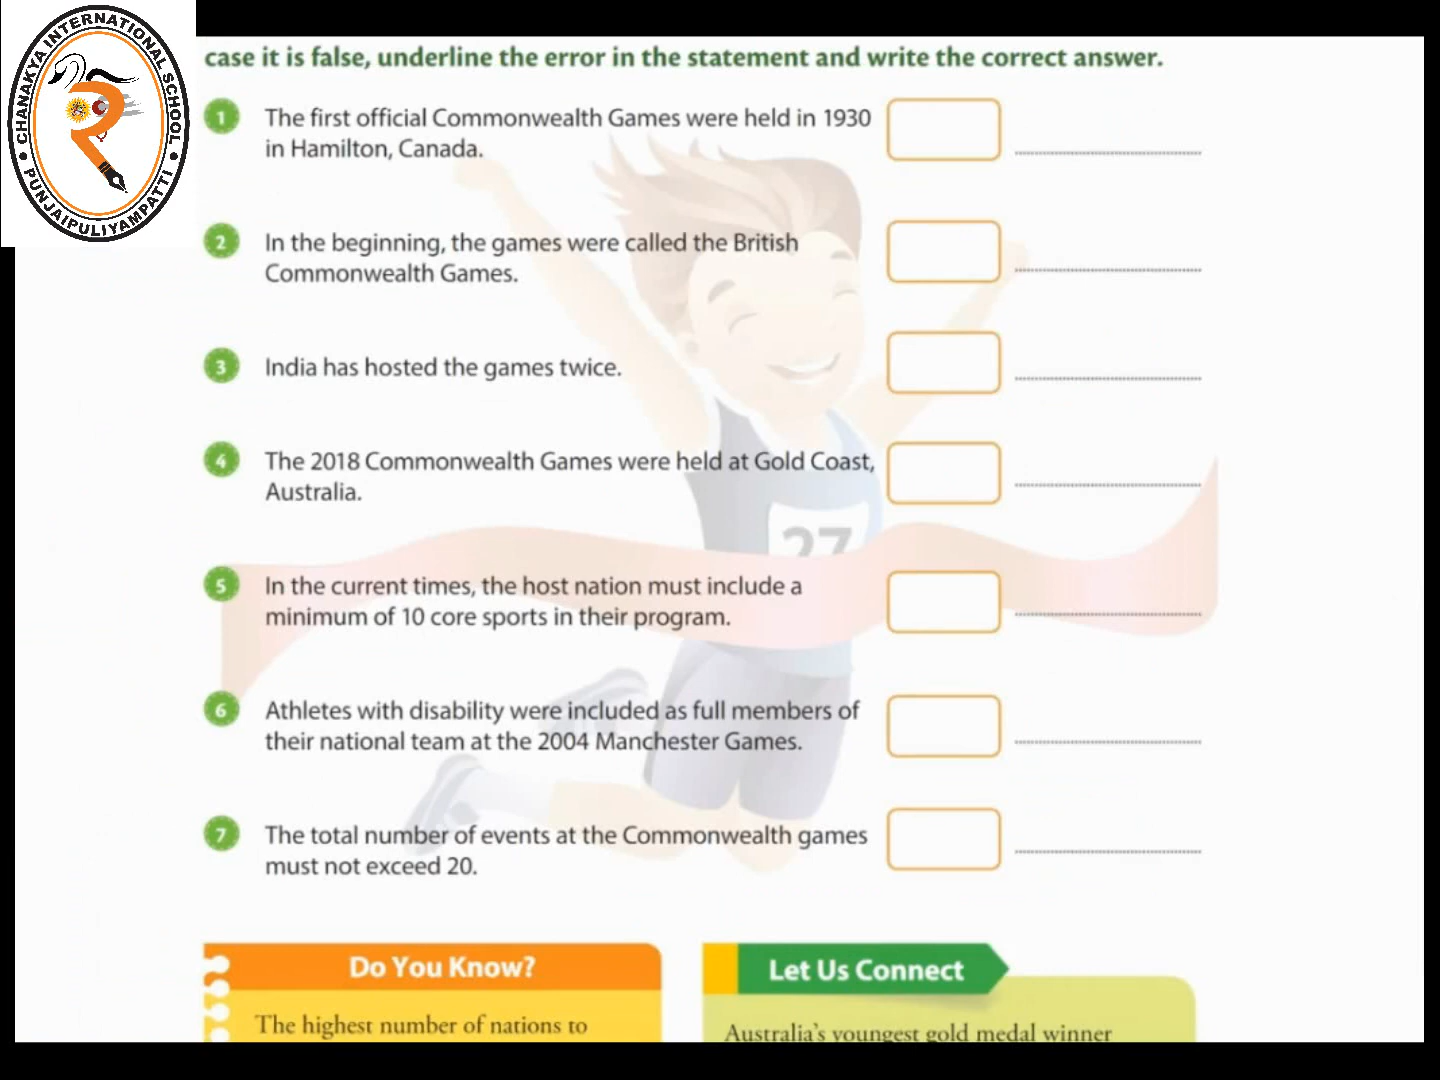 CHANAKYA INTERNATIONAL SCHOOL
PUNJAIPULIYAMPATTI
case it is false, underline the error in the statement and write the correct answer.
1 The first official Commonwealth Games were held in 1930
in Hamilton, Canada.
2 In the beginning, the games were called the British
Commonwealth Games.
3 India has hosted the games twice.
4 The 2018 Commonwealth Games were held at Gold Coast,
Australia.
27
5 In the current times, the host nation must include a
minimum of 10 core sports in their program.
6 Athletes with disability were included as full members of
their national team at the 2004 Manchester Games.
7 The total number of events at the Commonwealth games
must not exceed 20.
Do You Know?
The highest number of nations to
Let Us Connect
Australia's youngest gold medal winner